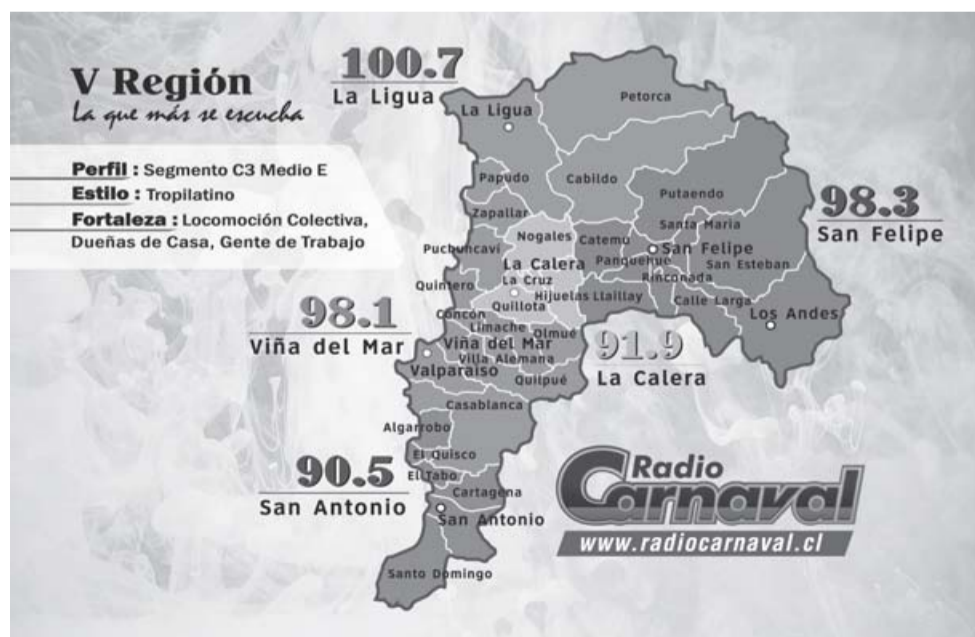 V Región
La que más se escucha
Perfil : Segmento C3 Medio E
Estilo : Tropilatino
Fortaleza : Locomoción Colectiva,
Dueñas de Casa, Gente de Trabajo
100.7
La Ligua
La Ligua
Petorca
Papudo
Cabildo
Putaendo
Zapallar
Santa María
98.3
San Felipe
Nogales
Catemu
San Felipe
Puchuncaví
La Calera
Panquehue
San Esteban
La Cruz
Rinconada
Quintero
Hijuelas
Llaillay
Calle Larga
Quillota
Los Andes
Concón
98.1
Viña del Mar
Limache
Olmué
Viña del Mar
Villa Alemana
91.9
La Calera
Valparaíso
Quilpué
Casablanca
Algarrobo
El Quisco
90.5
San Antonio
El Tabo
Cartagena
San Antonio
Santo Domingo
Radio
Carnaval
www.radiocarnaval.cl